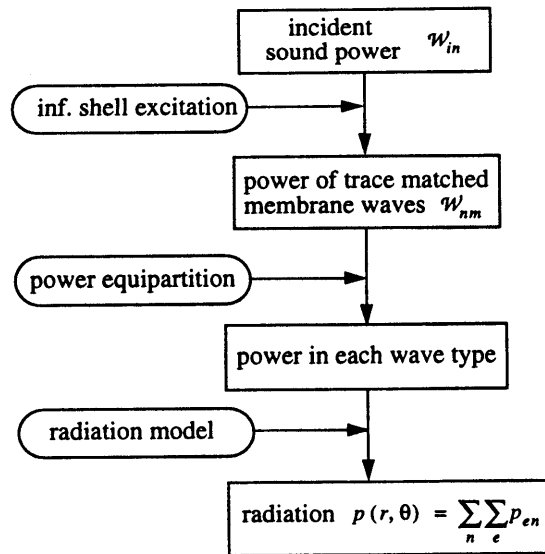 incident
sound power 𝒲in
inf. shell excitation
power of trace matched
membrane waves 𝒲nm
power equipartition
power in each wave type
radiation model
radiation p (r, θ) = ∑n ∑e pen